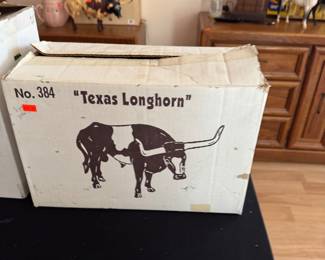 No. 384
"Texas Longhorn"